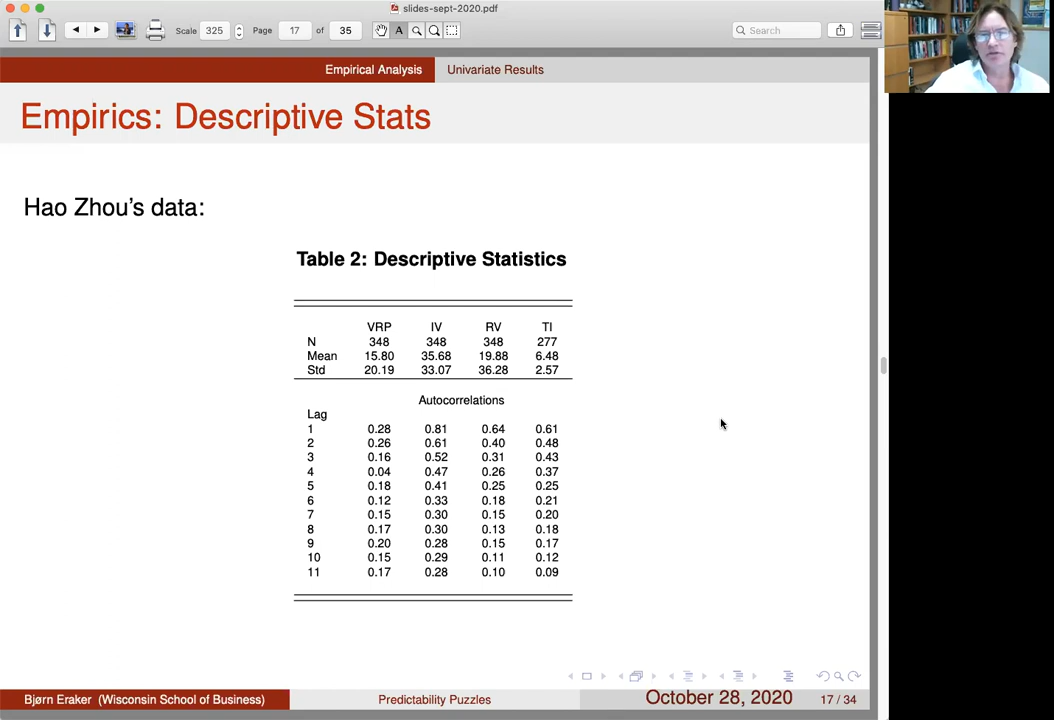 slides-sept-2020.pdf
Scale 325 Page 17 of 35 A Search
Empirical Analysis Univariate Results
Empirics: Descriptive Stats
Hao Zhou's data:
Table 2: Descriptive Statistics
VRP IV RV TI
N 348 348 348 277
Mean 15.80 35.68 19.88 6.48
Std 20.19 33.07 36.28 2.57
Autocorrelations
Lag
1 0.28 0.81 0.64 0.61
2 0.26 0.61 0.40 0.48
3 0.16 0.52 0.31 0.43
4 0.04 0.47 0.26 0.37
5 0.18 0.41 0.25 0.25
6 0.12 0.33 0.18 0.21
7 0.15 0.30 0.15 0.20
8 0.17 0.30 0.13 0.18
9 0.20 0.28 0.15 0.17
10 0.15 0.29 0.11 0.12
11 0.17 0.28 0.10 0.09
Bjørn Eraker (Wisconsin School of Business) Predictability Puzzles October 28, 2020 17 / 34